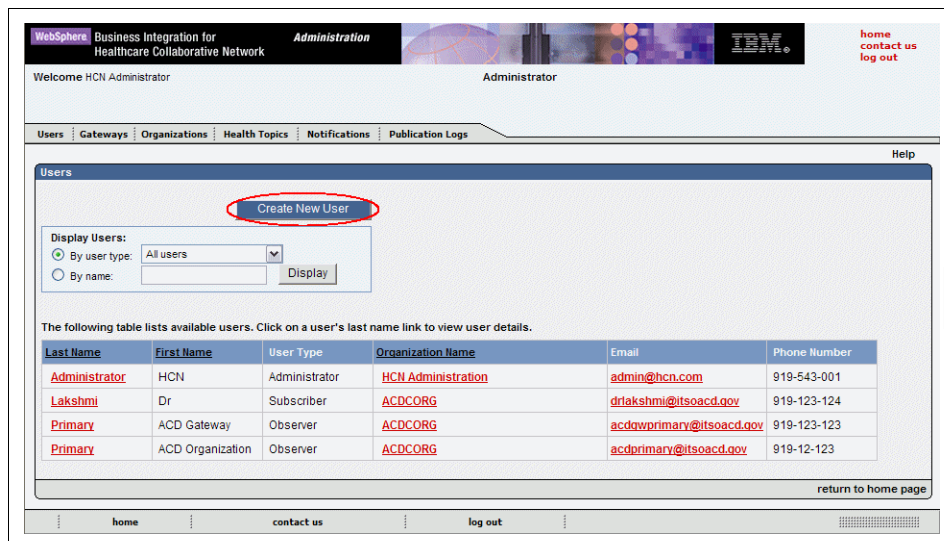 WebSphere Business Integration for Healthcare Collaborative Network Administration IBM
home
contact us
log out
Welcome HCN Administrator Administrator
Users Gateways Organizations Health Topics Notifications Publication Logs
Help
Users
Create New User
Display Users:
By user type: All users
By name: Display
The following table lists available users. Click on a user's last name link to view user details.
Last Name First Name User Type Organization Name Email Phone Number
Administrator HCN Administrator HCN Administration admin@hcn.com 919-543-001
Lakshmi Dr Subscriber ACDCORG drlakshmi@itsoacd.gov 919-123-124
Primary ACD Gateway Observer ACDCORG acdgwprimary@itsoacd.gov 919-123-123
Primary ACD Organization Observer ACDCORG acdprimary@itsoacd.gov 919-12-123
return to home page
home contact us log out